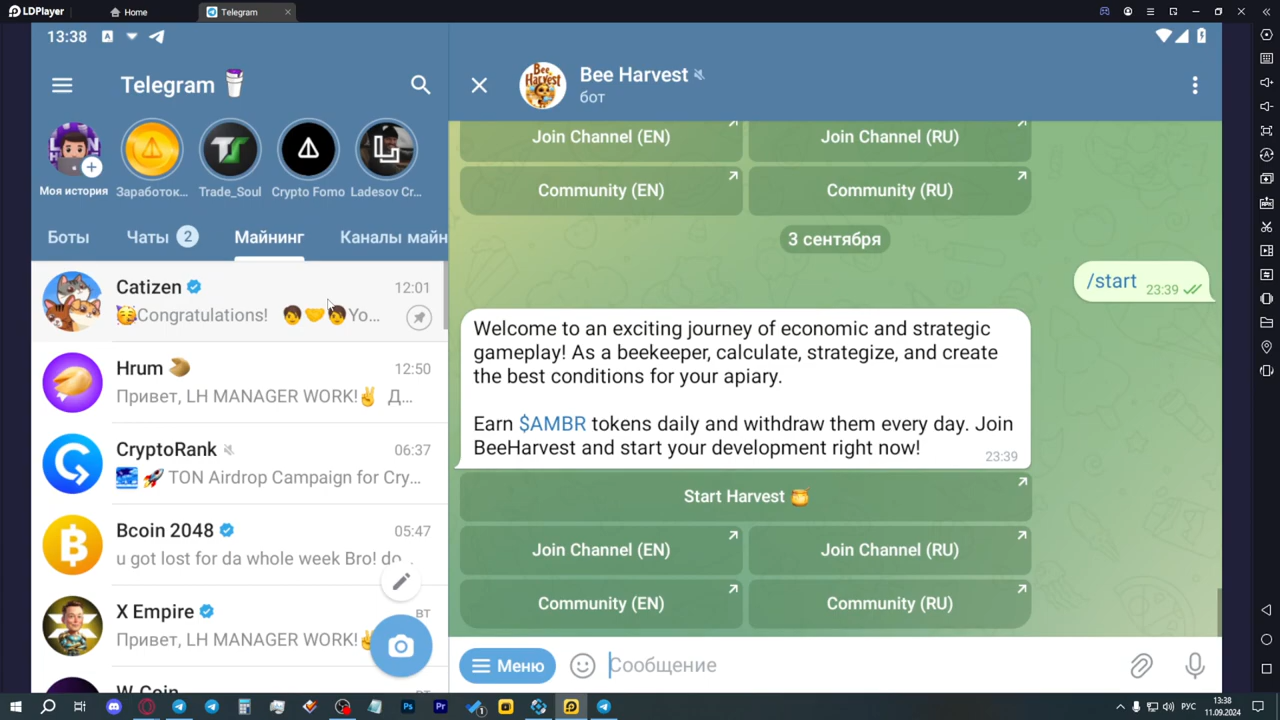 LDPlayer
Home
Telegram
13:38
A
Telegram
Моя история
Заработок...
Trade_Soul
Crypto Fomo
Ladesov Cr...
Боты
Чаты 2
Майнинг
Каналы майн
Catizen
12:01
🥳Congratulations! 🧑🤝🧑Yo...
Hrum
12:50
Привет, LH MANAGER WORK!✌ Д...
CryptoRank
06:37
TON Airdrop Campaign for Cry...
Bcoin 2048
05:47
u got lost for da whole week Bro! do
X Empire
вт
Привет, LH MANAGER WORK!
W-Coin
вт
Bee Harvest
бот
Bee Harvest
Join Channel (EN)
Join Channel (RU)
Community (EN)
Community (RU)
3 сентября
/start
23:39
Welcome to an exciting journey of economic and strategic
gameplay! As a beekeeper, calculate, strategize, and create
the best conditions for your apiary.
Earn $AMBR tokens daily and withdraw them every day. Join
BeeHarvest and start your development right now!
23:39
Start Harvest 🍯
Join Channel (EN)
Join Channel (RU)
Community (EN)
Community (RU)
Меню
Сообщение
Ps
Pr
1
РУС
13:38
11.09.2024